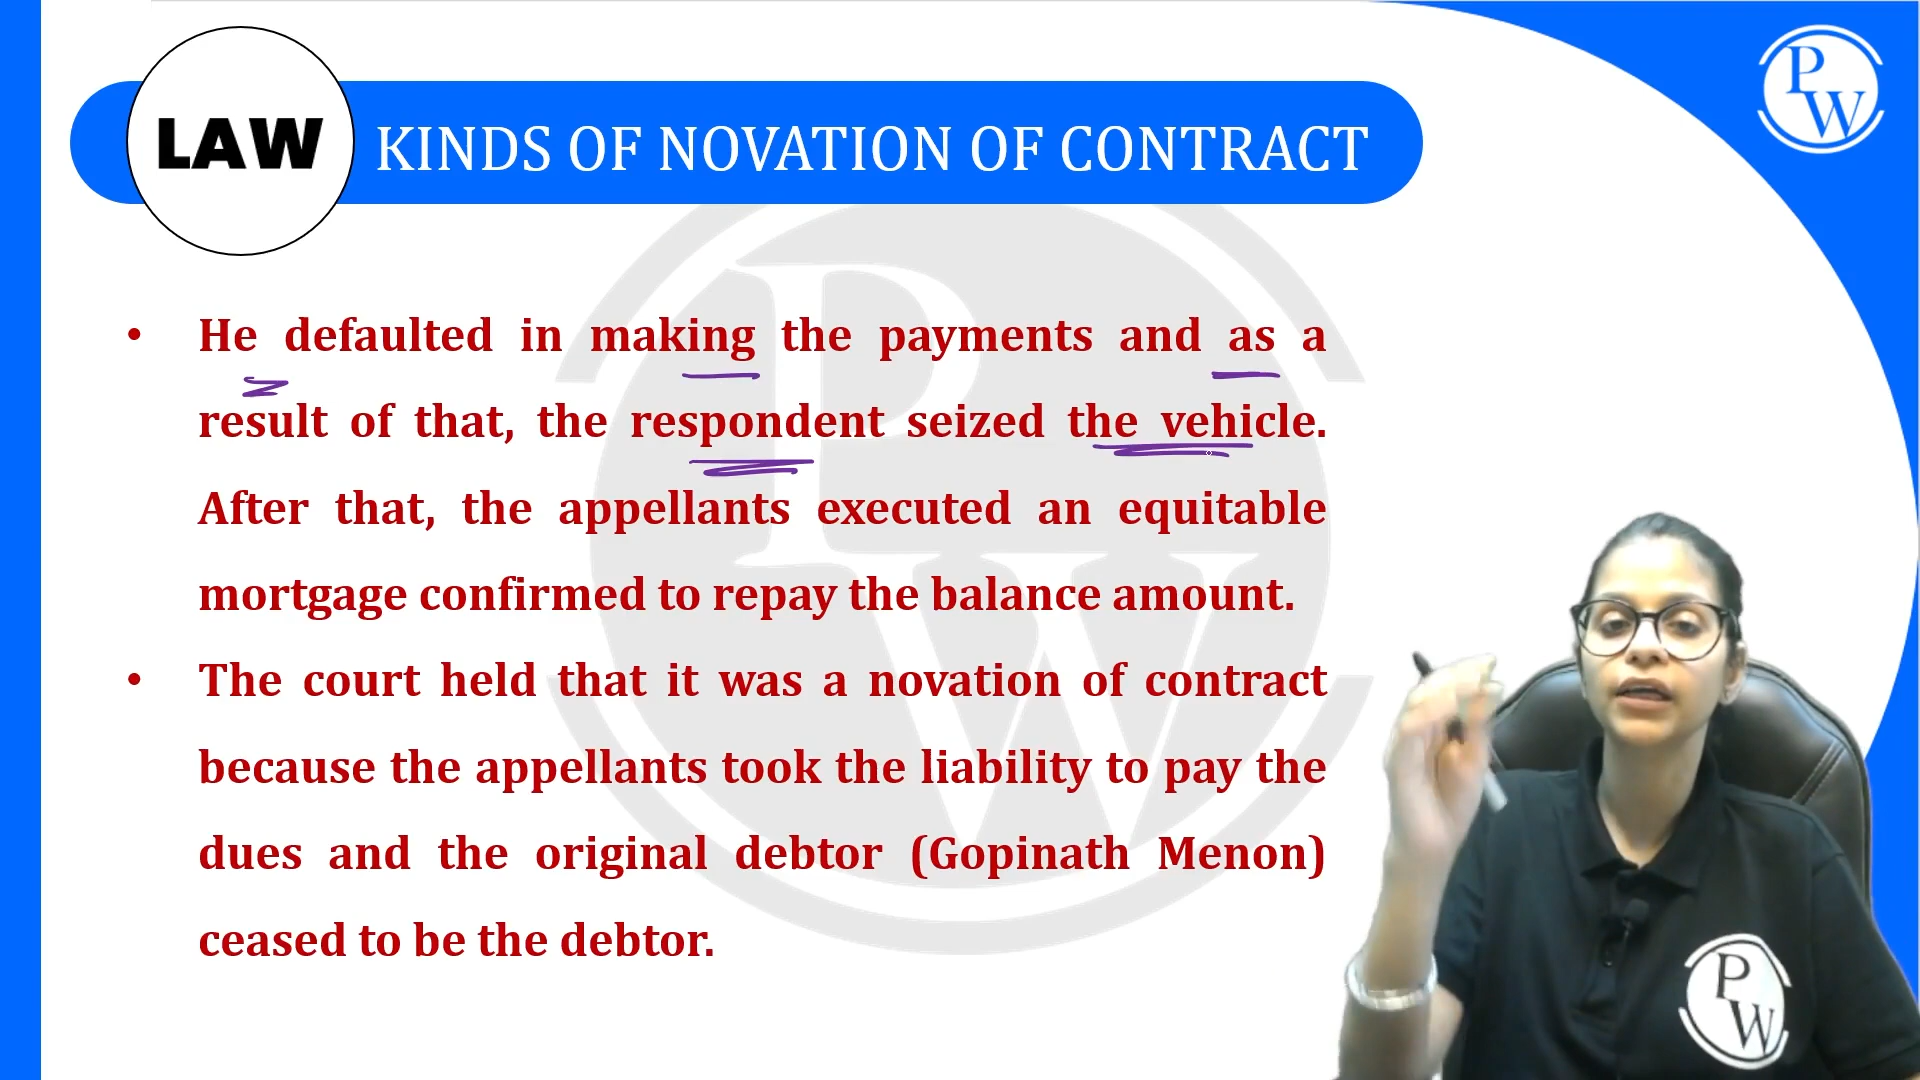 LAW
KINDS OF NOVATION OF CONTRACT
PW
• He defaulted in making the payments and as a
result of that, the respondent seized the vehicle.
After that, the appellants executed an equitable
mortgage confirmed to repay the balance amount.
• The court held that it was a novation of contract
because the appellants took the liability to pay the
dues and the original debtor (Gopinath Menon)
ceased to be the debtor.
PW
PW